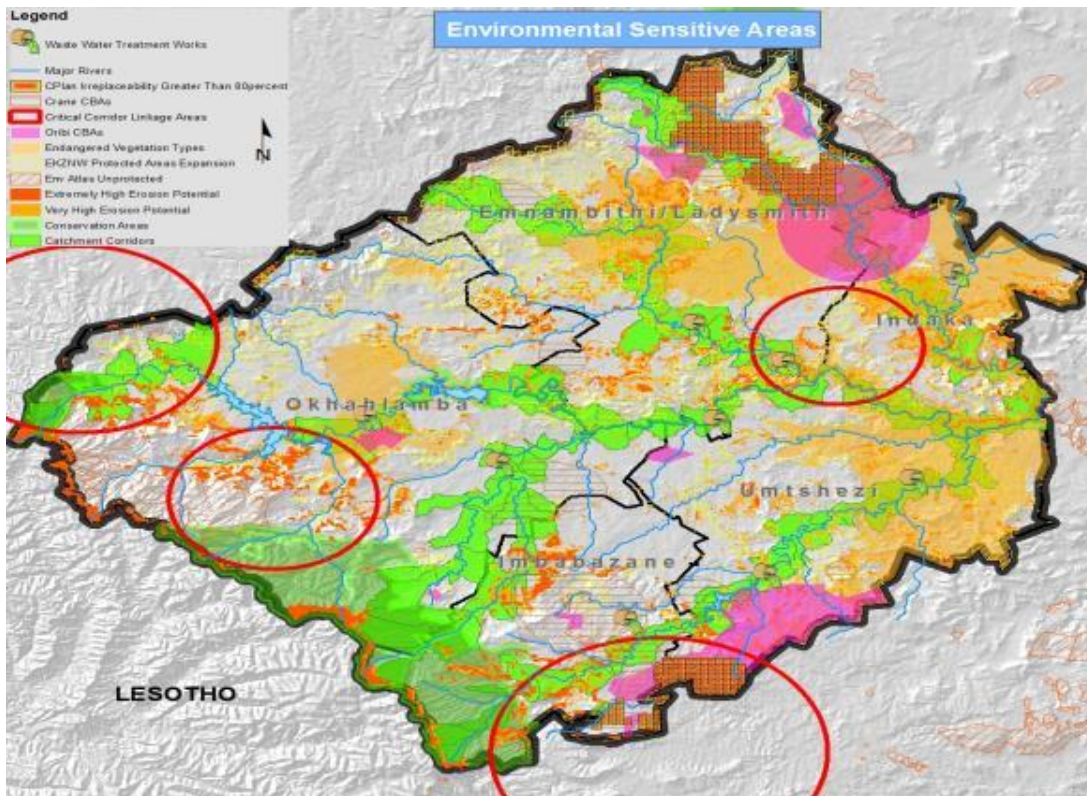 Legend
Environmental Sensitive Areas
Waste Water Treatment Works
Major Rivers
CPlan Irreplaceability Greater Than 80percent
Crane CBAs
Critical Corridor Linkage Areas
Oribi CBAs
Endangered Vegetation Types
EKZNW Protected Areas Expansion
Env Atlas Unprotected
Extremely High Erosion Potential
Very High Erosion Potential
Conservation Areas
Catchment Corridors
N
Emnambithi/Ladysmith
Indaka
Okhahlamba
Umtshezi
Imbabazane
LESOTHO